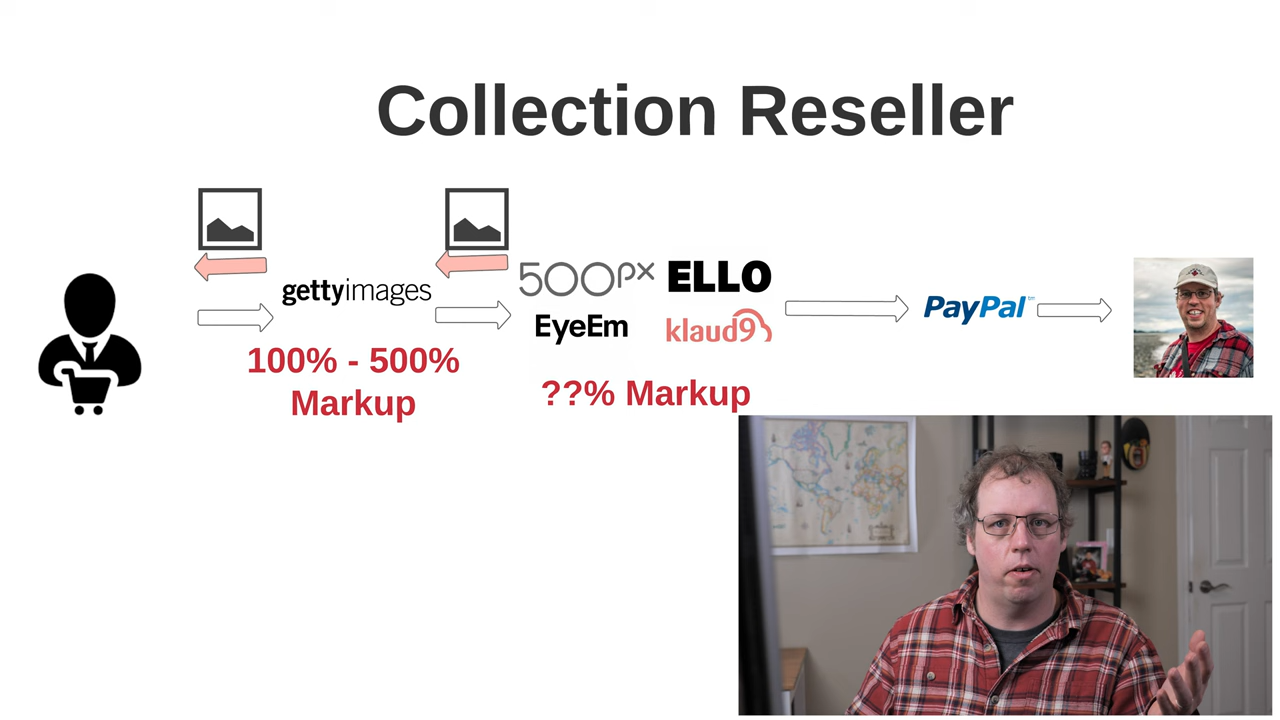 Collection Reseller
gettyimages
500px ELLO
EyeEm klaud9
PayPal
100% - 500%
Markup
??% Markup